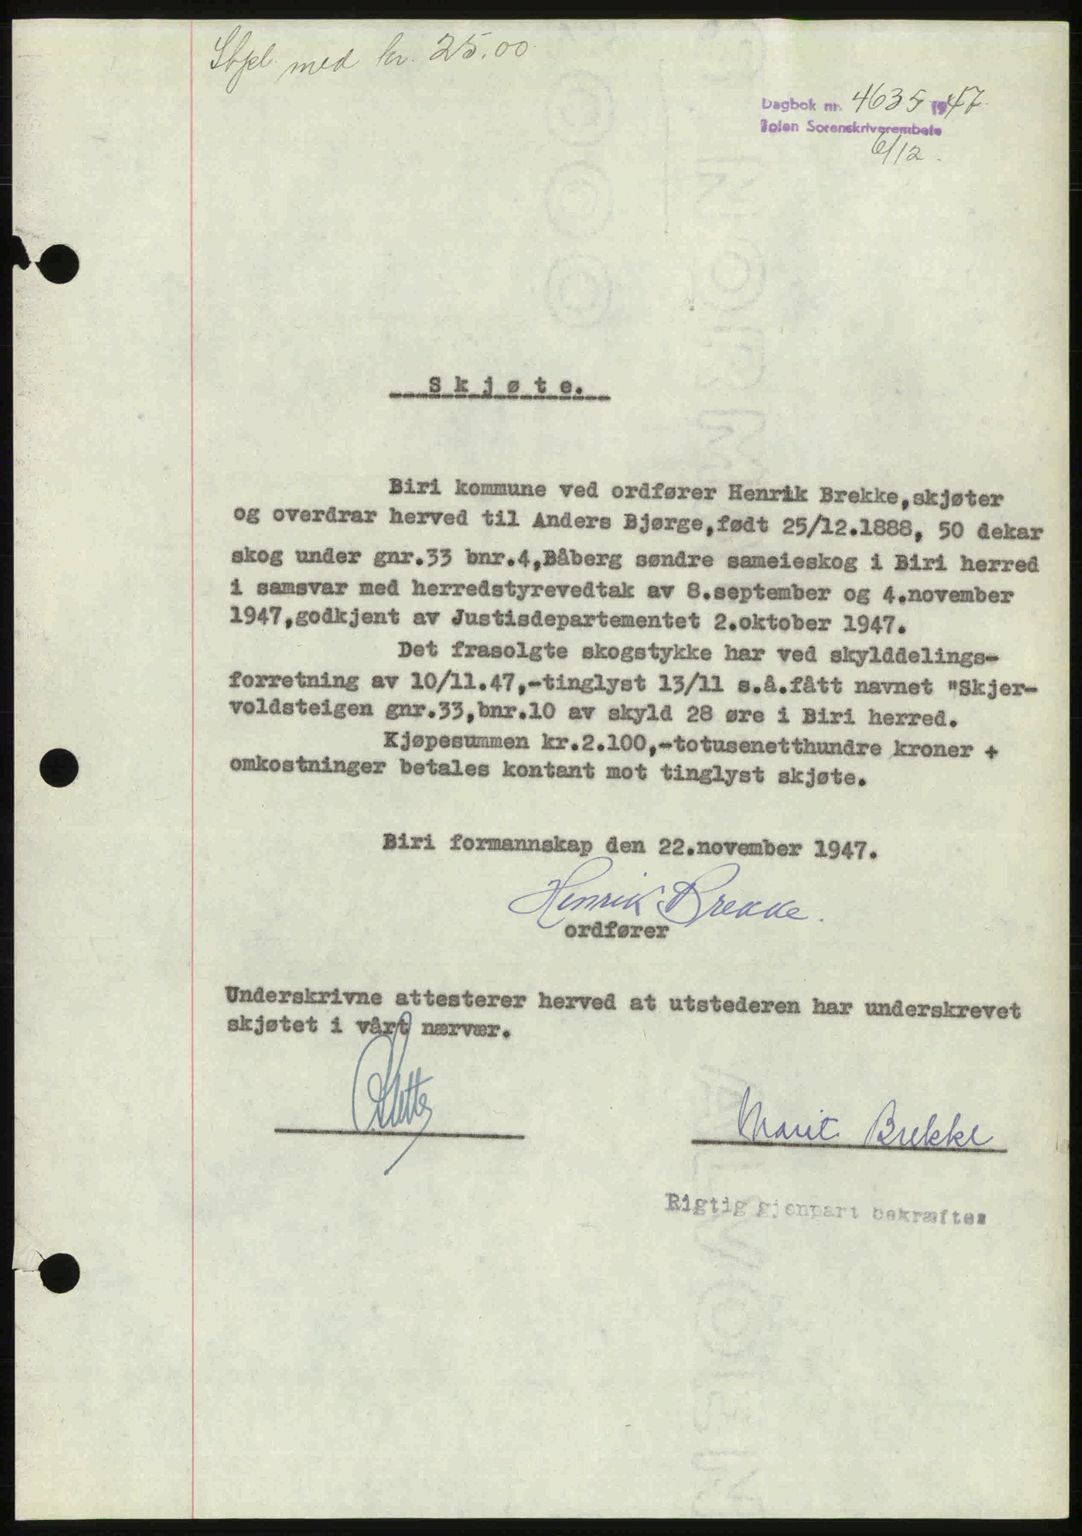 Stpl. med kr. 25.00
Dagbok nr. 4635 1947.
Toten Sorenskriverembete
6/12.
Skjøte.
Biri kommune ved ordfører Henrik Brekke,skjøter
og overdrar herved til Anders Bjørge,født 25/12.1888, 50 dekar
skog under gnr.33 bnr.4,Båberg søndre sameieskog i Biri herred
i samsvar med herredstyrevedtak av 8.september og 4.november
1947,godkjent av Justisdepartementet 2.oktober 1947.
Det frasolgte skogstykke har ved skylddelings-
forretning av 10/11.47,-tinglyst 13/11 s.å.fått navnet "Skjer-
voldsteigen gnr.33,bnr.10 av skyld 28 øre i Biri herred.
Kjøpesummen kr.2.100,-totusenetthundre kroner +
omkostninger betales kontant mot tinglyst skjøte.
Biri formannskap den 22.november 1947.
Henrik Brekke.
ordfører
Underskrivne attesterer herved at utstederen har underskrevet
skjøtet i vårt nærvær.
Marit Brekke
Rigtig gjenpart bekræftes